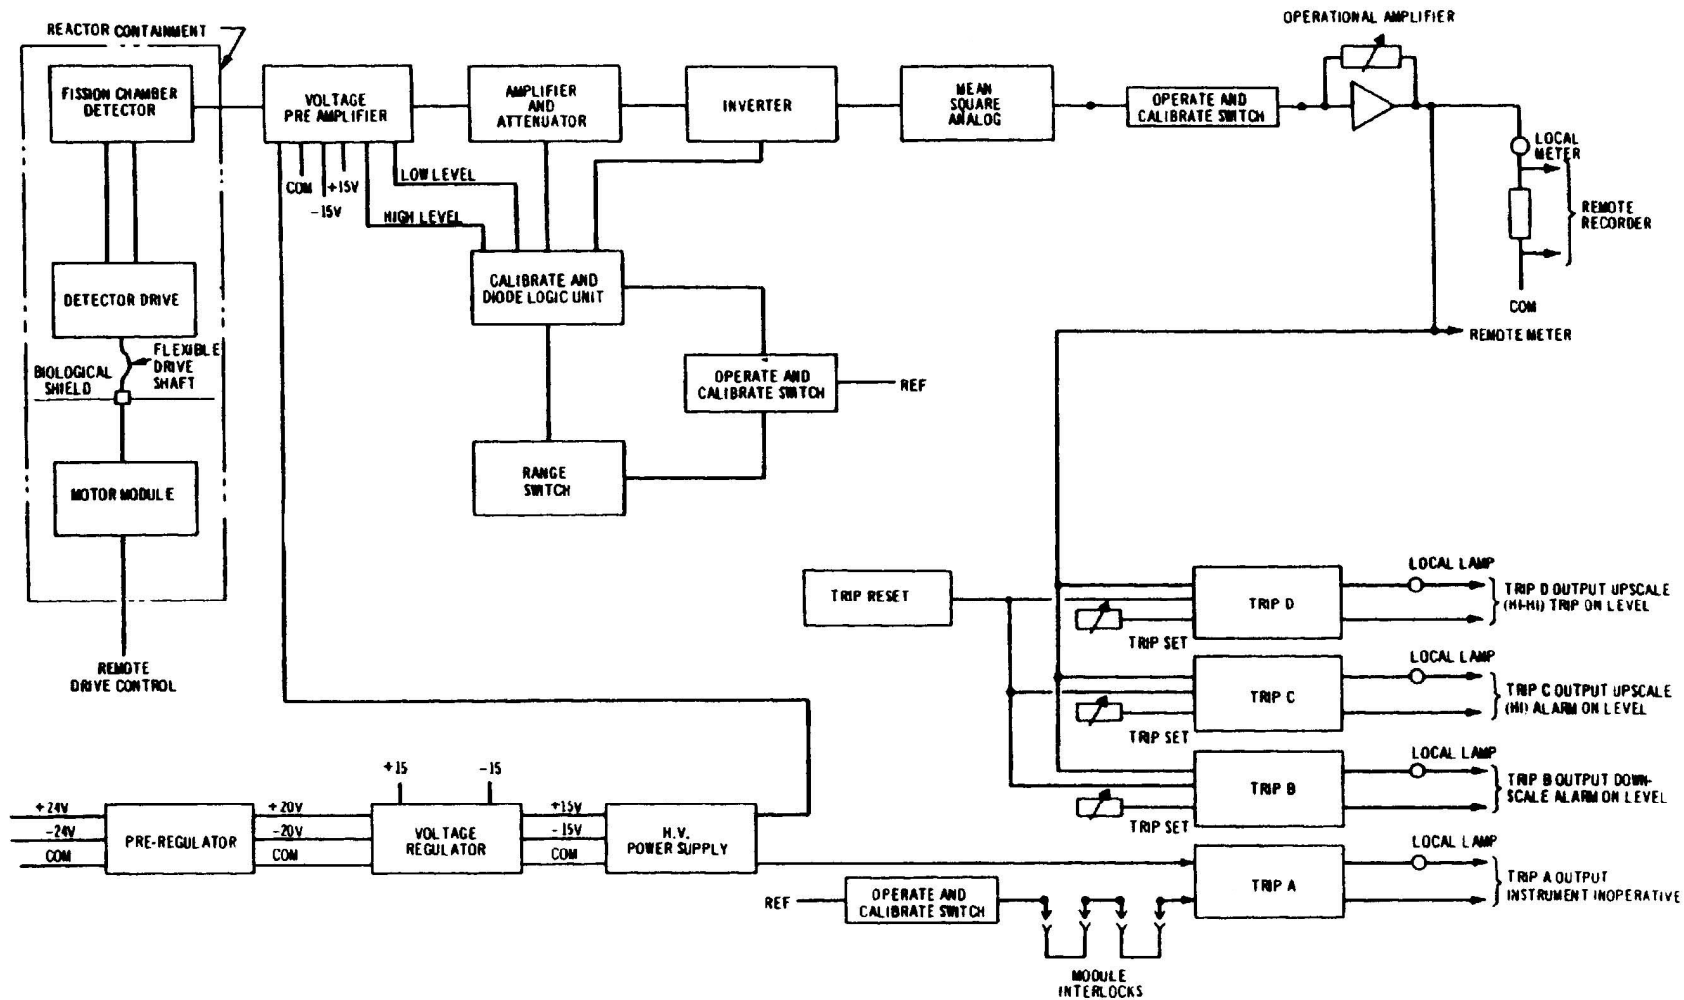 OPERATIONAL AMPLIFIER
REACTOR CONTAINMENT
FISSION CHAMBER
DETECTOR
VOLTAGE
PRE AMPLIFIER
AMPLIFIER
AND
ATTENUATOR
INVERTER
MEAN
SQUARE
ANALOG
OPERATE AND
CALIBRATE SWITCH
LOCAL
METER
REMOTE
RECORDER
COM
REMOTE METER
COM
-15V
+15V
LOW LEVEL
HIGH LEVEL
CALIBRATE AND
DIODE LOGIC UNIT
OPERATE AND
CALIBRATE SWITCH
REF
RANGE
SWITCH
DETECTOR DRIVE
FLEXIBLE
DRIVE
SHAFT
BIOLOGICAL
SHIELD
MOTOR MODULE
REMOTE
DRIVE CONTROL
TRIP RESET
TRIP D
TRIP SET
LOCAL LAMP
TRIP D OUTPUT UPSCALE
(HI-HI) TRIP ON LEVEL
TRIP C
TRIP SET
LOCAL LAMP
TRIP C OUTPUT UPSCALE
(HI) ALARM ON LEVEL
TRIP B
TRIP SET
LOCAL LAMP
TRIP B OUTPUT DOWN-
SCALE ALARM ON LEVEL
TRIP A
LOCAL LAMP
TRIP A OUTPUT
INSTRUMENT INOPERATIVE
+24V
-24V
COM
PRE-REGULATOR
+20V
-20V
COM
+15
-15
VOLTAGE
REGULATOR
+15V
-15V
COM
H.V.
POWER SUPPLY
REF
OPERATE AND
CALIBRATE SWITCH
MODULE
INTERLOCKS